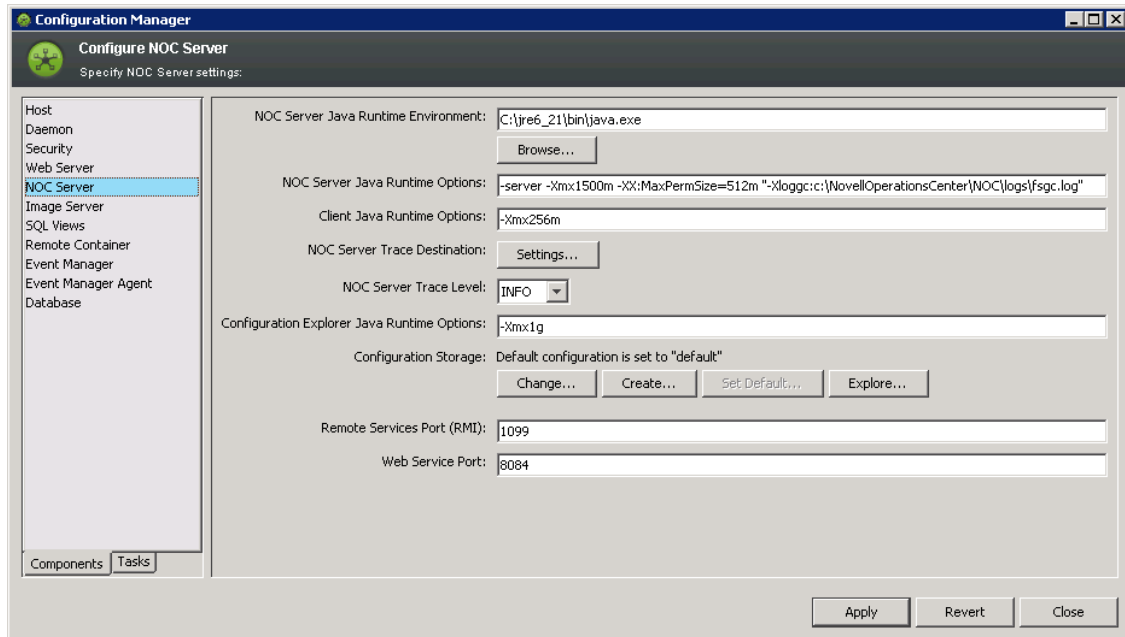 Configuration Manager
Configure NOC Server
Specify NOC Server settings:
Host
Daemon
Security
Web Server
NOC Server
Image Server
SQL Views
Remote Container
Event Manager
Event Manager Agent
Database
Components Tasks
NOC Server Java Runtime Environment: C:\jre6_21\bin\java.exe
Browse...
NOC Server Java Runtime Options: -server -Xmx1500m -XX:MaxPermSize=512m "-Xloggc:c:\NovellOperationsCenter\NOC\logs\fsgc.log"
Client Java Runtime Options: -Xmx256m
NOC Server Trace Destination: Settings...
NOC Server Trace Level: INFO
Configuration Explorer Java Runtime Options: -Xmx1g
Configuration Storage: Default configuration is set to "default"
Change... Create... Set Default... Explore...
Remote Services Port (RMI): 1099
Web Service Port: 8084
Apply Revert Close